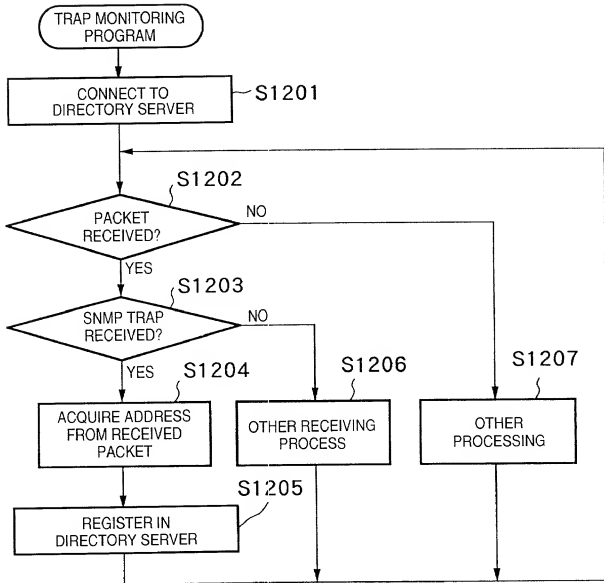 TRAP MONITORING
PROGRAM
CONNECT TO
DIRECTORY SERVER
S1201
S1202
PACKET
RECEIVED?
NO
YES
S1203
SNMP TRAP
RECEIVED?
NO
YES
S1204
S1206
S1207
ACQUIRE ADDRESS
FROM RECEIVED
PACKET
OTHER RECEIVING
PROCESS
OTHER
PROCESSING
S1205
REGISTER IN
DIRECTORY SERVER